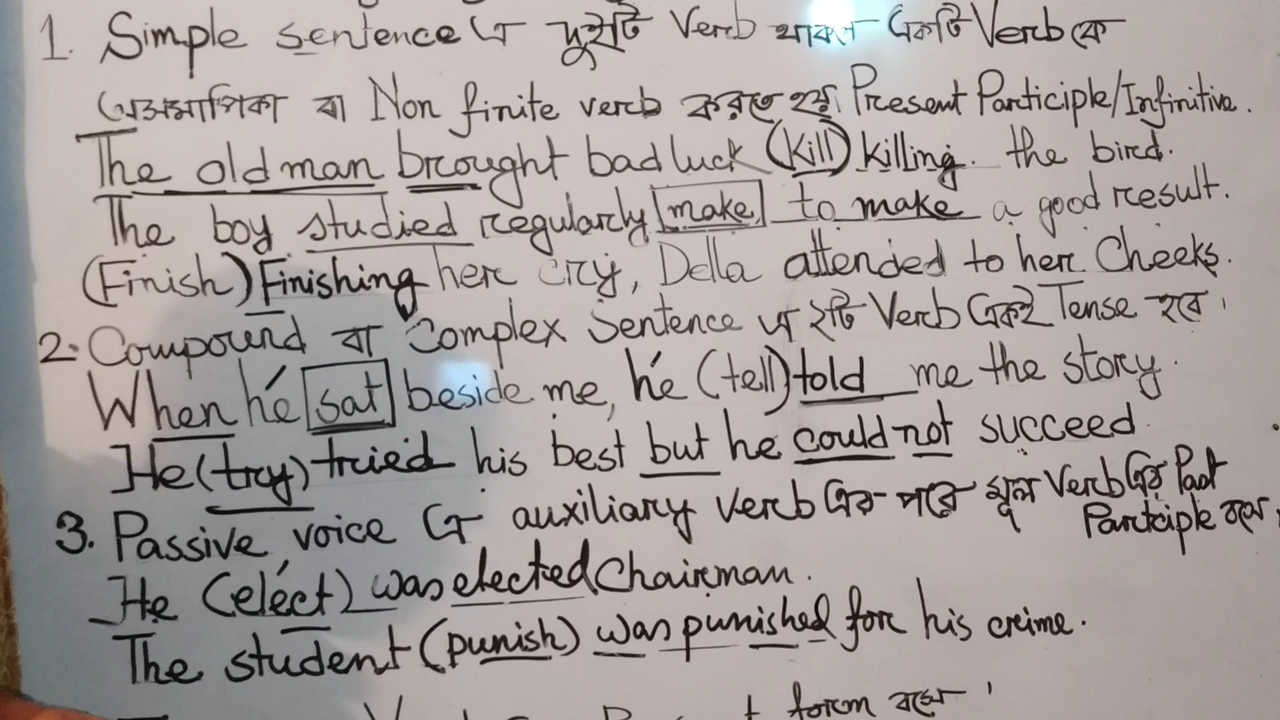 1. Simple sentence এ দুইটি Verb থাকলে একটি Verb কে
অসমাপিকা বা Non finite verb করতে হয়। Present Participle/Infinitive.
The old man brought bad luck (kill) killing. the bird.
The boy studied regularly [make] to make a good result.
(Finish) Finishing her cry, Della attended to her Cheeks.
2. Compound বা Complex Sentence এ ২টি Verb একই Tense হবে।
When he [sat] beside me, he (tell) told me the story.
He (try) tried his best but he could not succeed.
3. Passive voice এ auxiliary verb এর পরে মূল Verb এর Past
Participle বসে।
He (elect) was elected Chairman.
The student (punish) was punished for his crime.
form বসে।